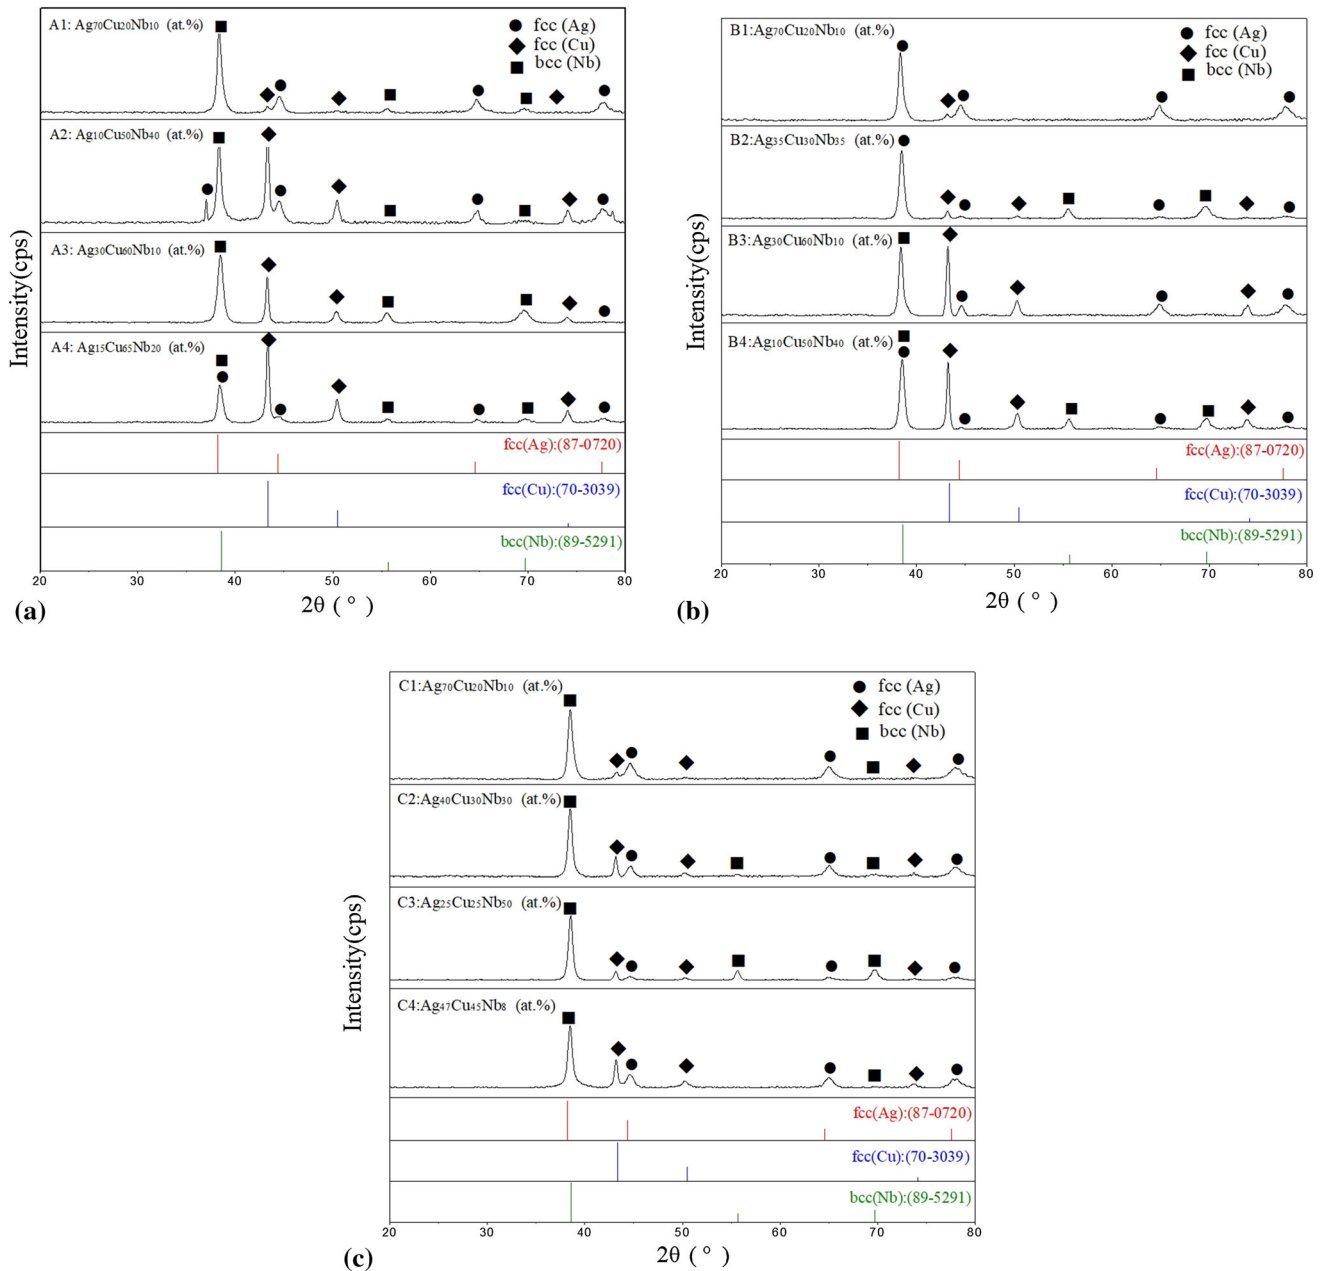 A1: Ag70Cu20Nb10 (at.%)
fcc (Ag)
fcc (Cu)
bcc (Nb)
A2: Ag10Cu50Nb40 (at.%)
A3: Ag30Cu60Nb10 (at.%)
A4: Ag15Cu65Nb20 (at.%)
fcc(Ag):(87-0720)
fcc(Cu):(70-3039)
bcc(Nb):(89-5291)
Intensity(cps)
20 30 40 50 60 70 80
2θ ( ° )
(a)
B1:Ag70Cu20Nb10 (at.%)
fcc (Ag)
fcc (Cu)
bcc (Nb)
B2:Ag35Cu30Nb35 (at.%)
B3:Ag30Cu60Nb10 (at.%)
B4:Ag10Cu50Nb40 (at.%)
fcc(Ag):(87-0720)
fcc(Cu):(70-3039)
bcc(Nb):(89-5291)
Intensity(cps)
20 30 40 50 60 70 80
2θ ( ° )
(b)
C1:Ag70Cu20Nb10 (at.%)
fcc (Ag)
fcc (Cu)
bcc (Nb)
C2:Ag40Cu30Nb30 (at.%)
C3:Ag25Cu25Nb50 (at.%)
C4:Ag47Cu45Nb8 (at.%)
fcc(Ag):(87-0720)
fcc(Cu):(70-3039)
bcc(Nb):(89-5291)
Intensity(cps)
20 30 40 50 60 70 80
2θ ( ° )
(c)